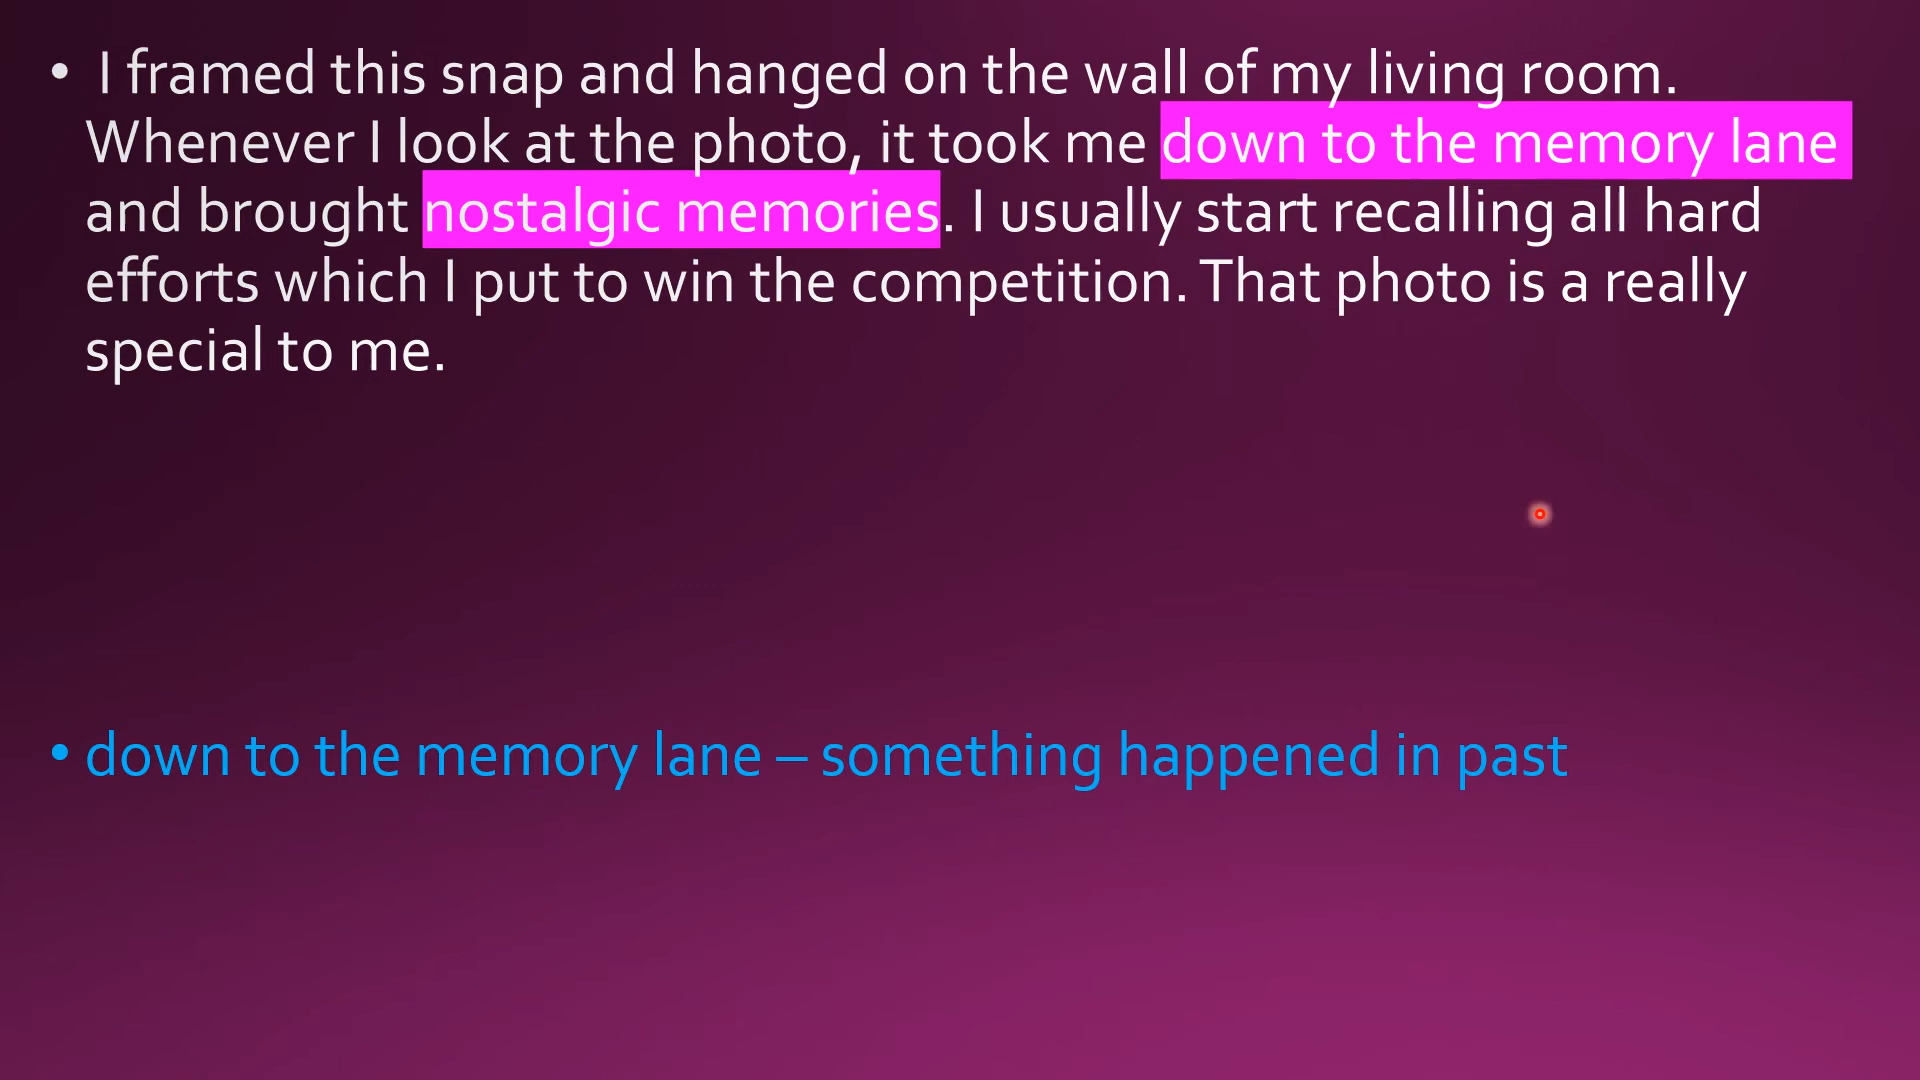 • I framed this snap and hanged on the wall of my living room.
Whenever I look at the photo, it took me down to the memory lane
and brought nostalgic memories. I usually start recalling all hard
efforts which I put to win the competition. That photo is a really
special to me.
• down to the memory lane – something happened in past